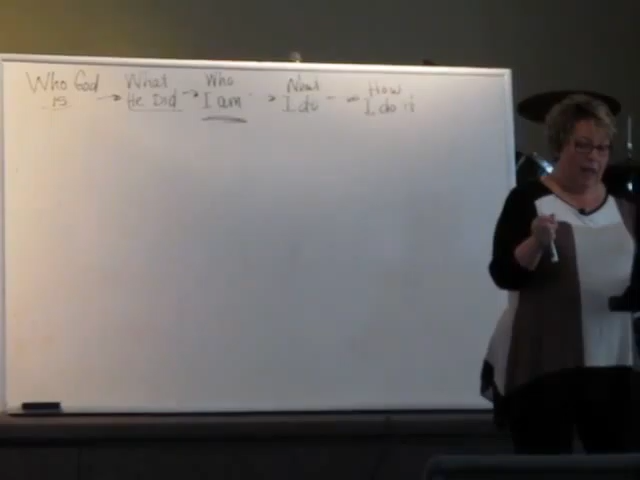 Who God is → What He Did → Who I am → What I do → How I do it